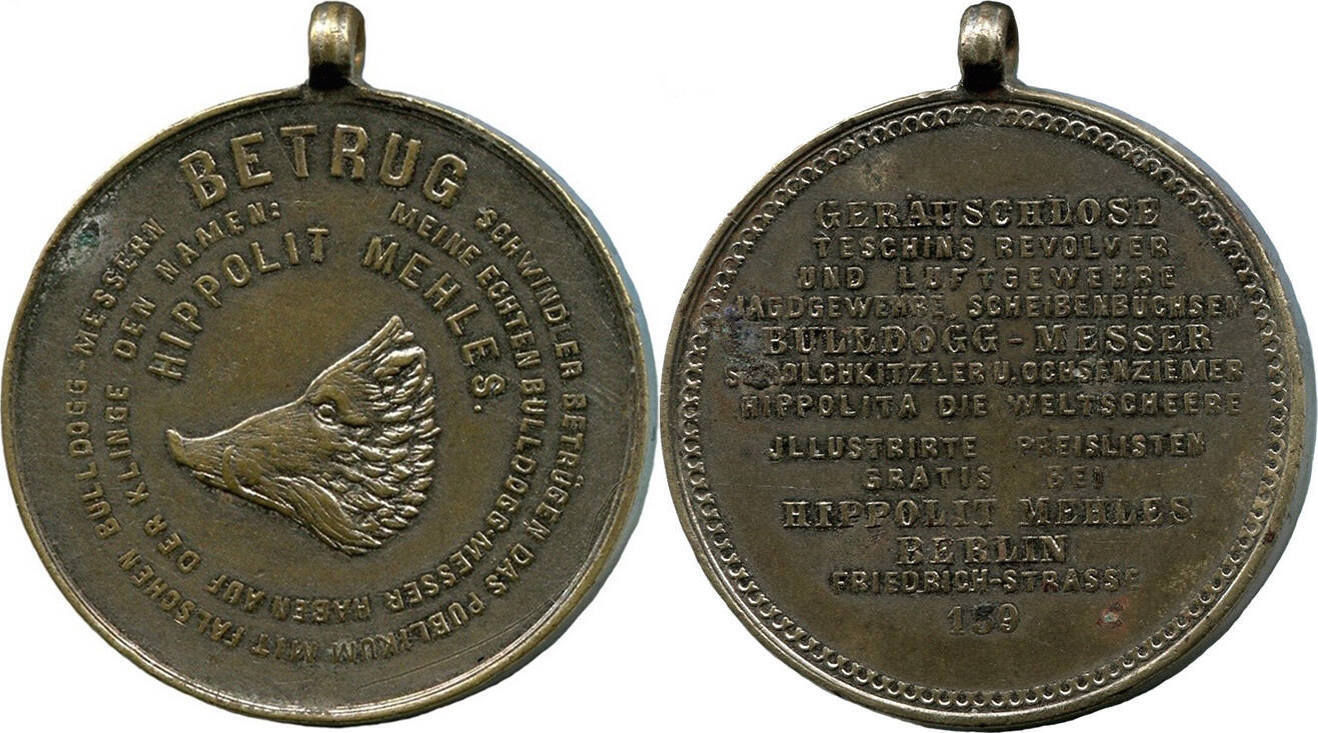 BETRUG
SCHWINDLER BETRÜGEN DAS PUBLIKUM MIT FALSCHEN BULLDOGG-MESSERN
MEINE ECHTEN BULLDOGG-MESSER HABEN AUF DER KLINGE DEN NAMEN:
HIPPOLIT MEHLES.
GERÄUSCHLOSE
TESCHINS, REVOLVER
UND LUFTGEWEHRE
JAGDGEWEHRE, SCHEIBENBÜCHSEN
BULLDOGG-MESSER
STROLCHKITZLER U. OCHSENZIEMER
HIPPOLITA DIE WELTSCHEERE
JLLUSTRIRTE PREISLISTEN
GRATIS BEI
HIPPOLIT MEHLES
BERLIN
FRIEDRICH-STRASSE
159